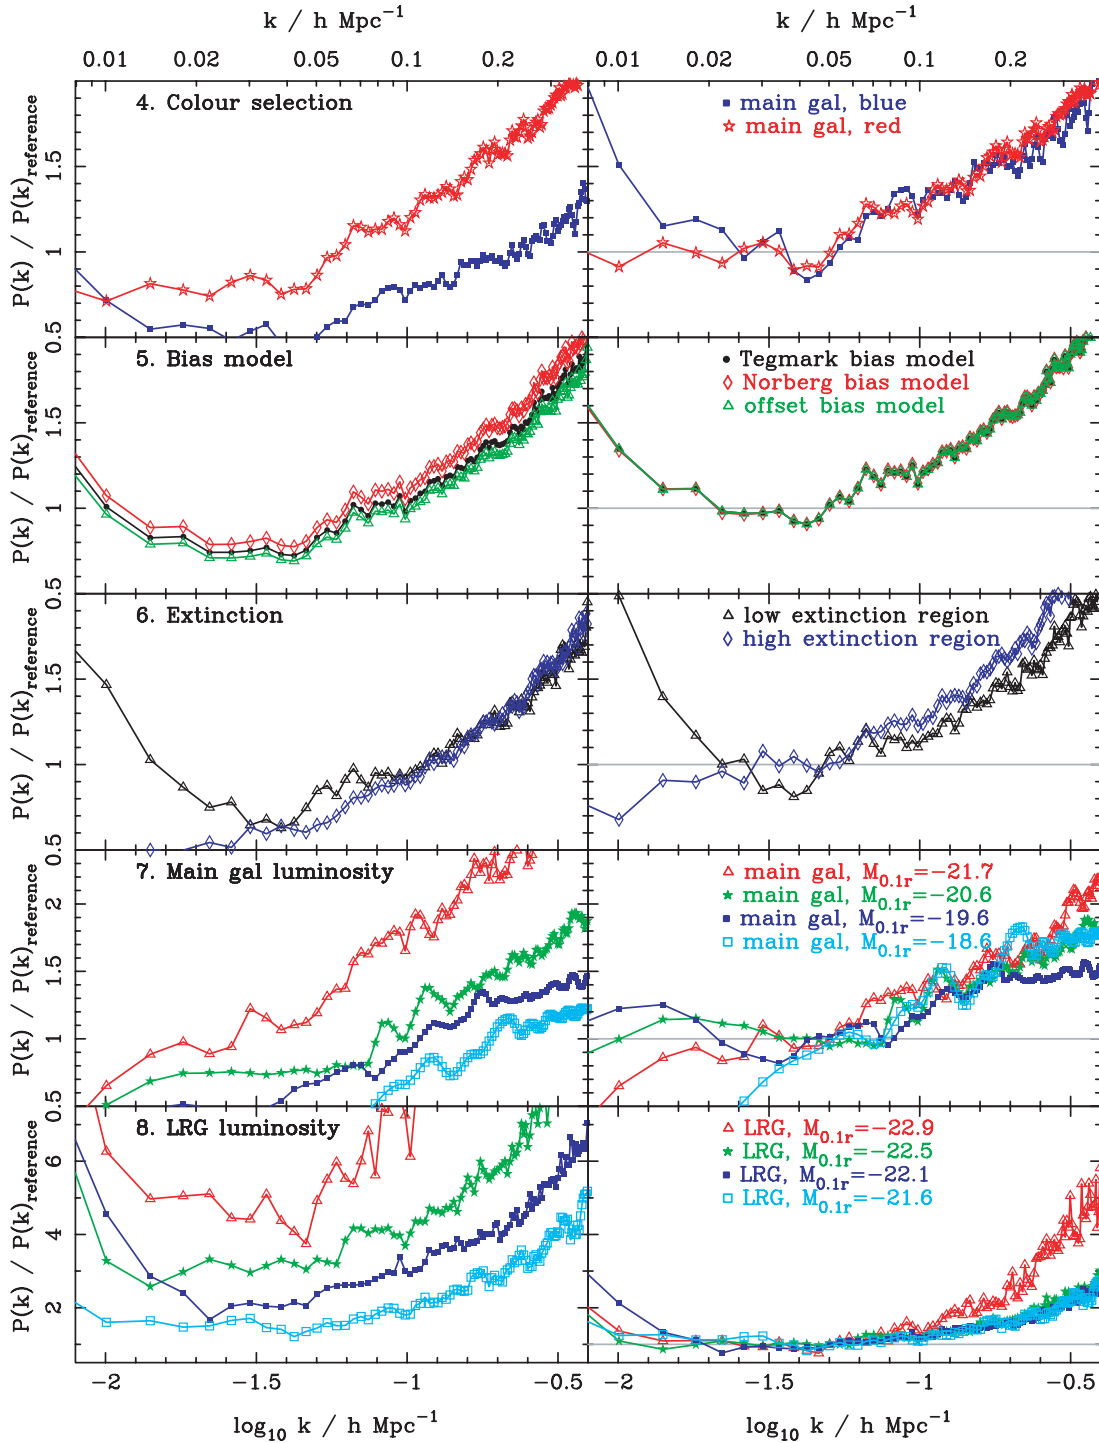 k / h Mpc⁻¹ k / h Mpc⁻¹
0.01 0.02 0.05 0.1 0.2 0.01 0.02 0.05 0.1 0.2
4. Colour selection
main gal, blue
main gal, red
P(k) / P(k)reference
1.5
1
0.5
5. Bias model
Tegmark bias model
Norberg bias model
offset bias model
P(k) / P(k)reference
1.5
1
0.5
6. Extinction
low extinction region
high extinction region
P(k) / P(k)reference
1.5
1
0.5
7. Main gal luminosity
main gal, M0.1r=−21.7
main gal, M0.1r=−20.6
main gal, M0.1r=−19.6
main gal, M0.1r=−18.6
P(k) / P(k)reference
2
1.5
1
0.5
8. LRG luminosity
LRG, M0.1r=−22.9
LRG, M0.1r=−22.5
LRG, M0.1r=−22.1
LRG, M0.1r=−21.6
P(k) / P(k)reference
6
4
2
−2 −1.5 −1 −0.5 −2 −1.5 −1 −0.5
log10 k / h Mpc⁻¹ log10 k / h Mpc⁻¹